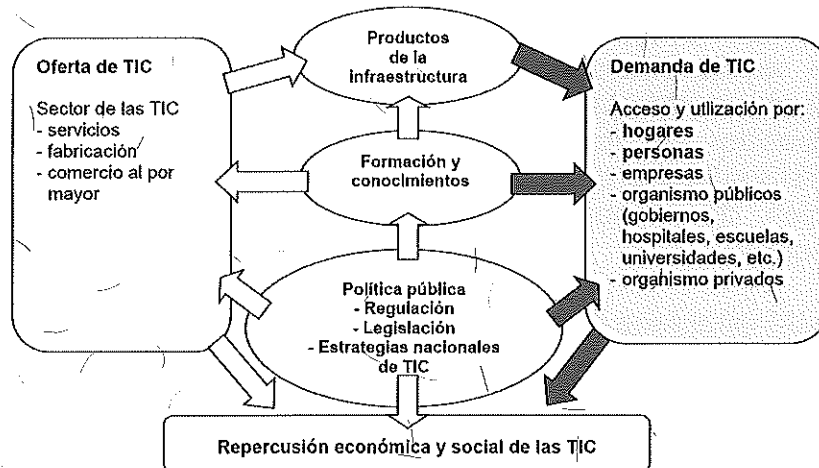 Productos
de la
infraestructura
Oferta de TIC
Sector de las TIC
- servicios
- fabricación
- comercio al por
mayor
Formación y
conocimientos
Política pública
- Regulación
- Legislación
- Estrategias nacionales
de TIC
Demanda de TIC
Acceso y utlización por:
- hogares
- personas
- empresas
- organismo públicos
(gobiernos,
hospitales, escuelas,
universidades, etc.)
- organismo privados
Repercusión económica y social de las TIC